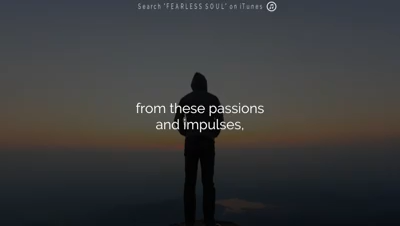 Search 'FEARLESS SOUL' on iTunes
from these passions
and impulses,